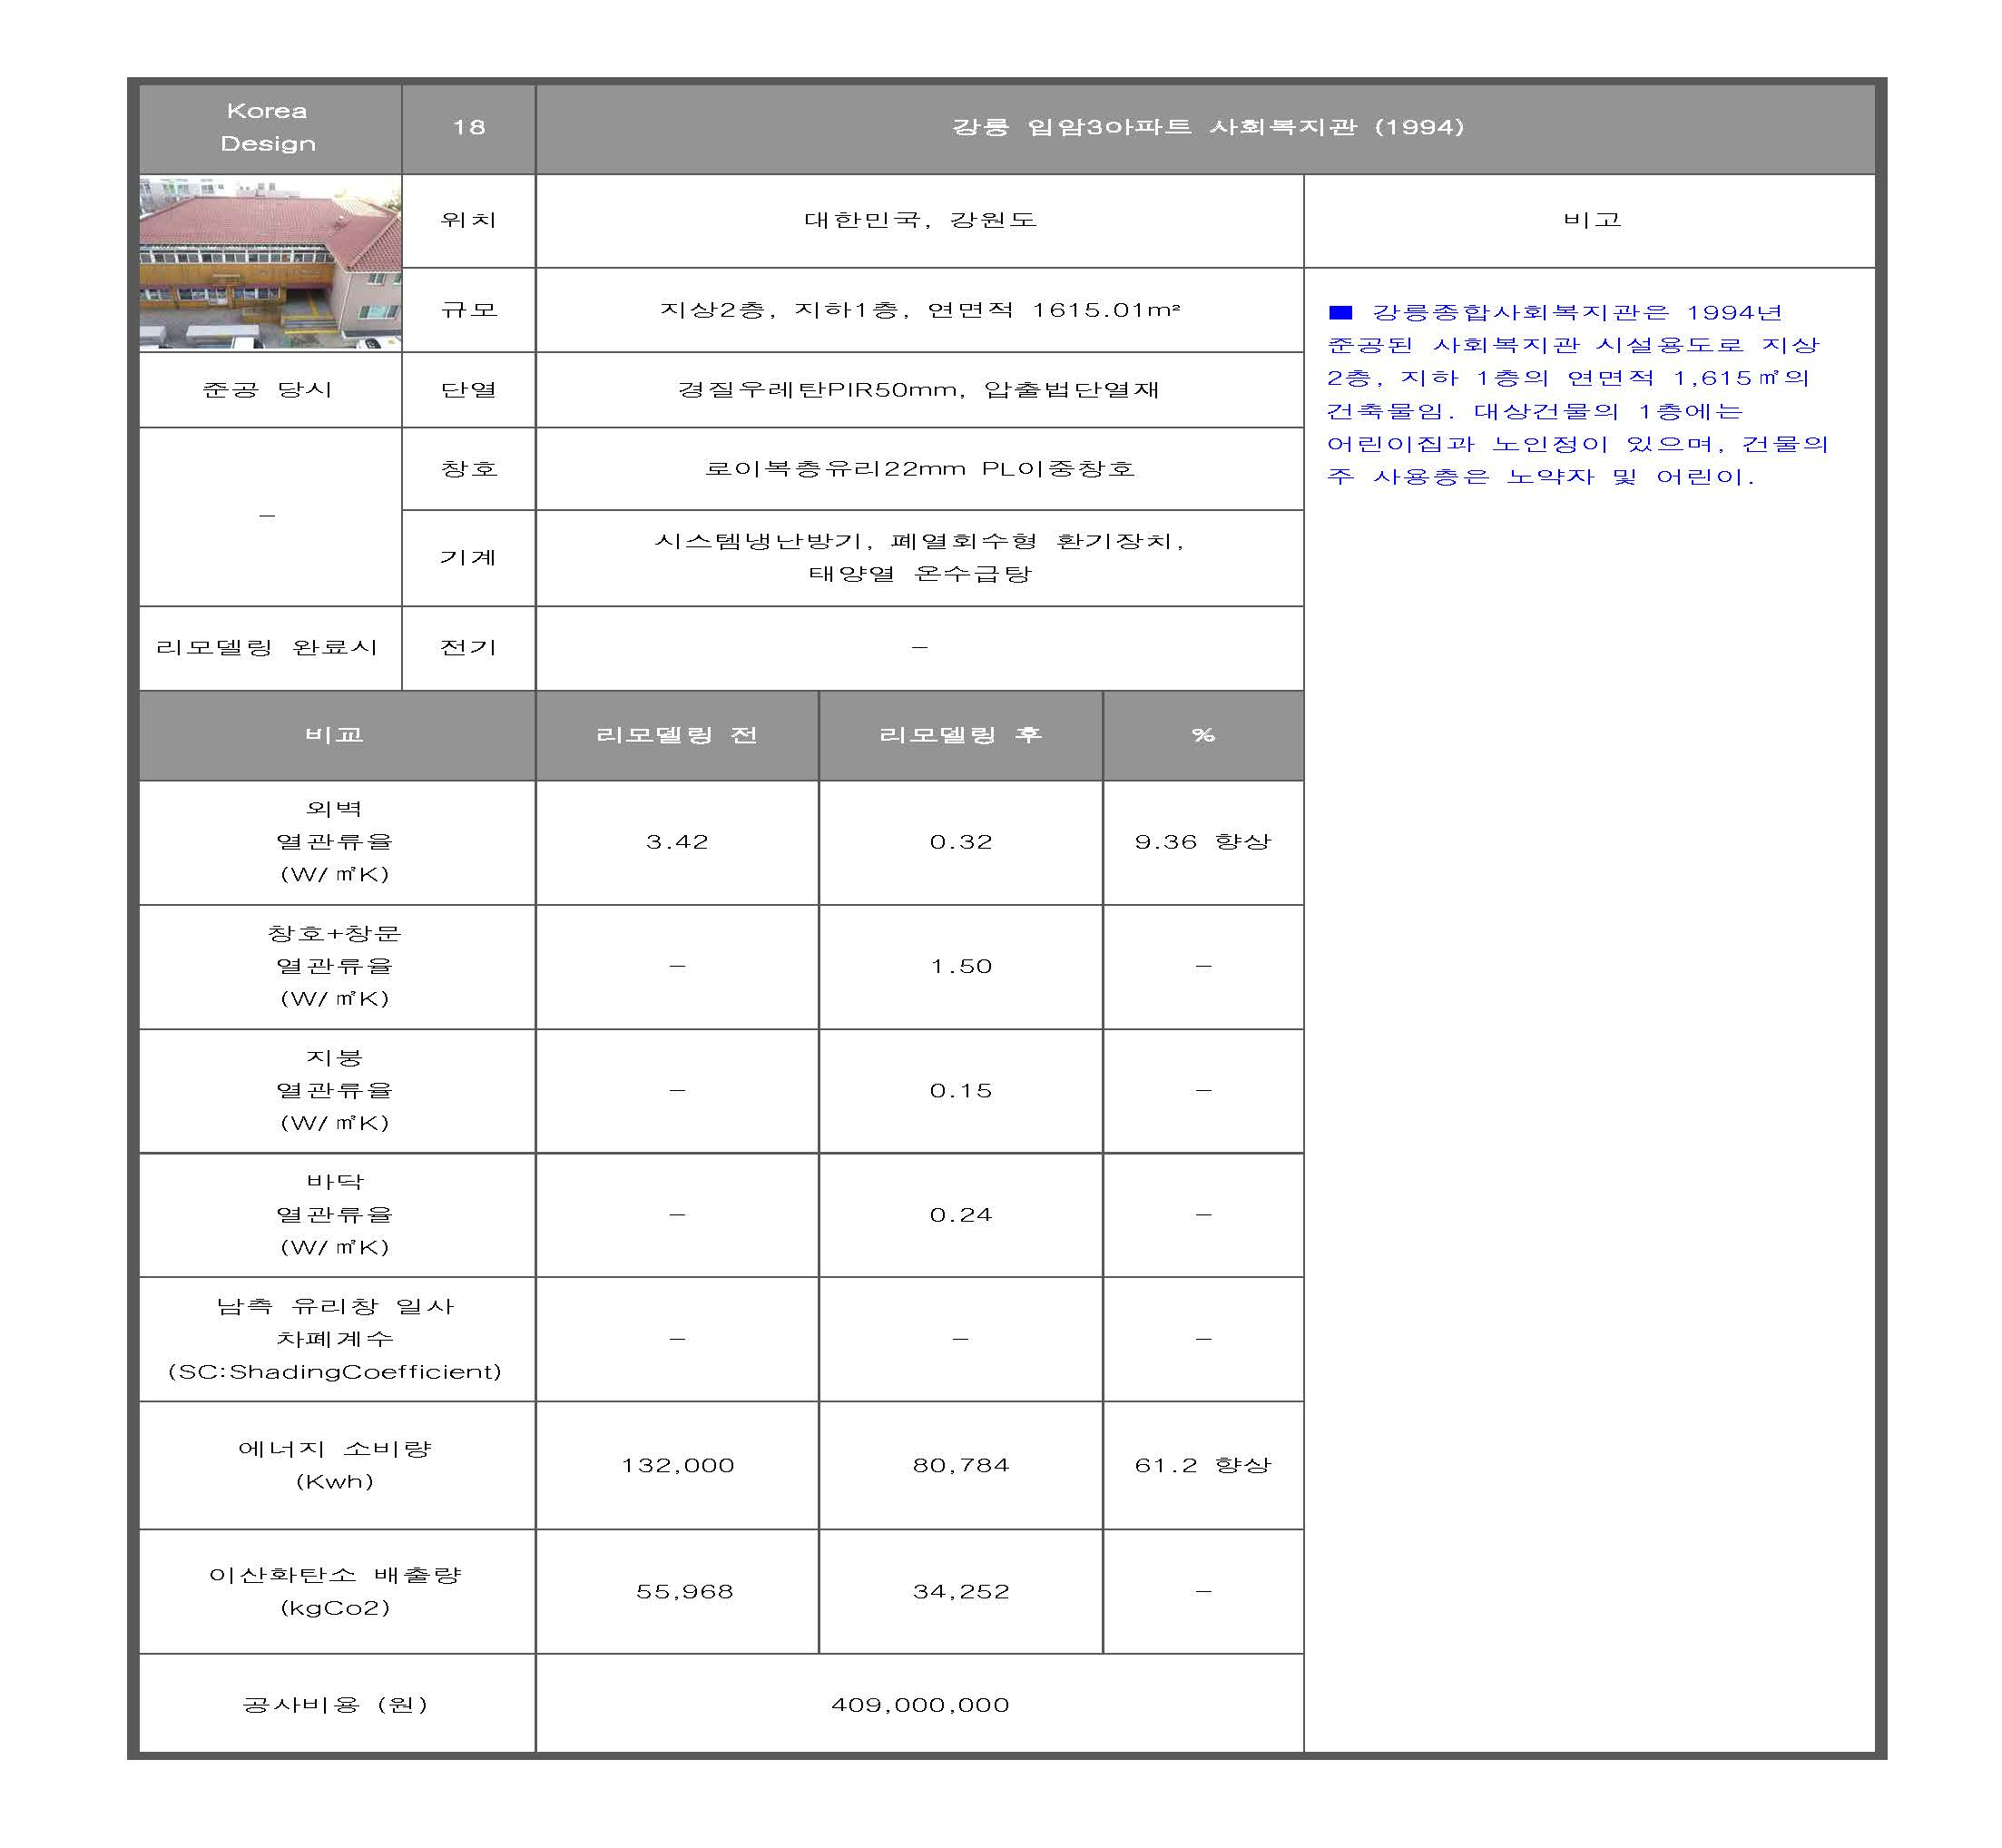 Korea
Design
18
강릉 입암3아파트 사회복지관 (1994)
위치
대한민국, 강원도
비고
규모
지상2층, 지하1층, 연면적 1615.01m²
■ 강릉종합사회복지관은 1994년
준공된 사회복지관 시설용도로 지상
2층, 지하 1층의 연면적 1,615㎡의
건축물임. 대상건물의 1층에는
어린이집과 노인정이 있으며, 건물의
주 사용층은 노약자 및 어린이.
준공 당시
단열
경질우레탄PIR50mm, 압출법단열재
–
창호
로이복층유리22mm PL이중창호
기계
시스템냉난방기, 폐열회수형 환기장치,
태양열 온수급탕
리모델링 완료시
전기
–
비교
리모델링 전
리모델링 후
%
외벽
열관류율
(W/㎡K)
3.42
0.32
9.36 향상
창호+창문
열관류율
(W/㎡K)
–
1.50
–
지붕
열관류율
(W/㎡K)
–
0.15
–
바닥
열관류율
(W/㎡K)
–
0.24
–
남측 유리창 일사
차폐계수
(SC:ShadingCoefficient)
–
–
–
에너지 소비량
(Kwh)
132,000
80,784
61.2 향상
이산화탄소 배출량
(kgCo2)
55,968
34,252
–
공사비용 (원)
409,000,000